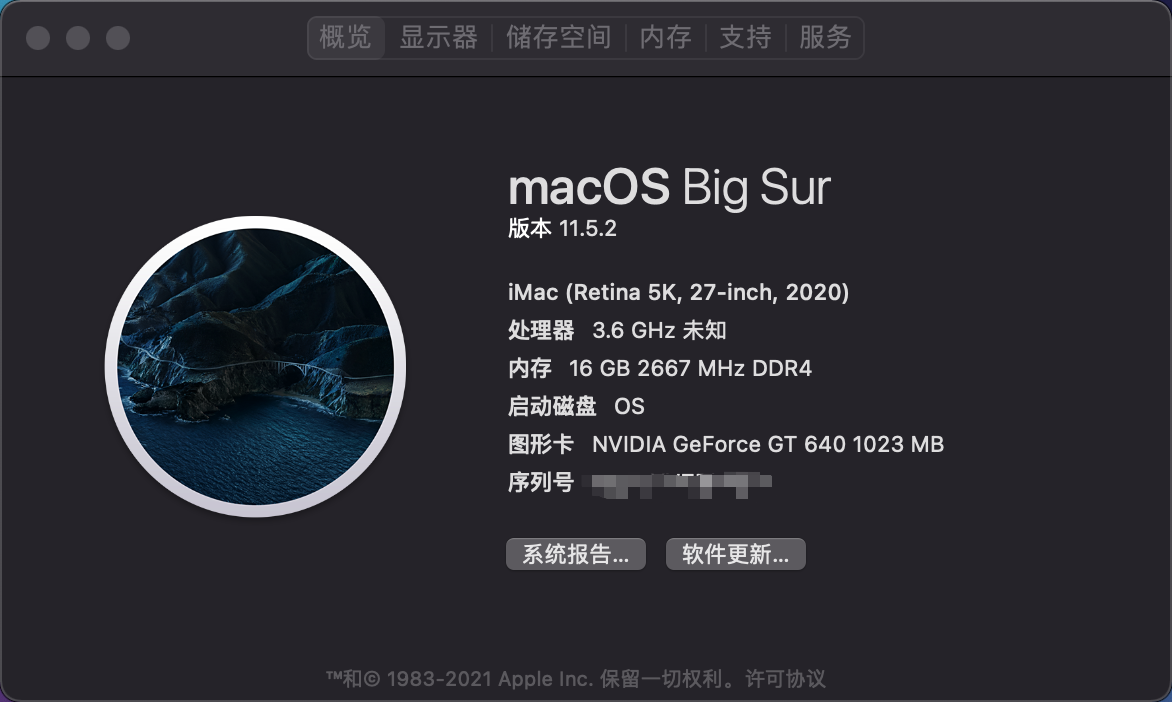 概览 显示器 储存空间 内存 支持 服务
macOS Big Sur
版本 11.5.2
iMac (Retina 5K, 27-inch, 2020)
处理器 3.6 GHz 未知
内存 16 GB 2667 MHz DDR4
启动磁盘 OS
图形卡 NVIDIA GeForce GT 640 1023 MB
序列号
系统报告... 软件更新...
™和© 1983-2021 Apple Inc. 保留一切权利。许可协议